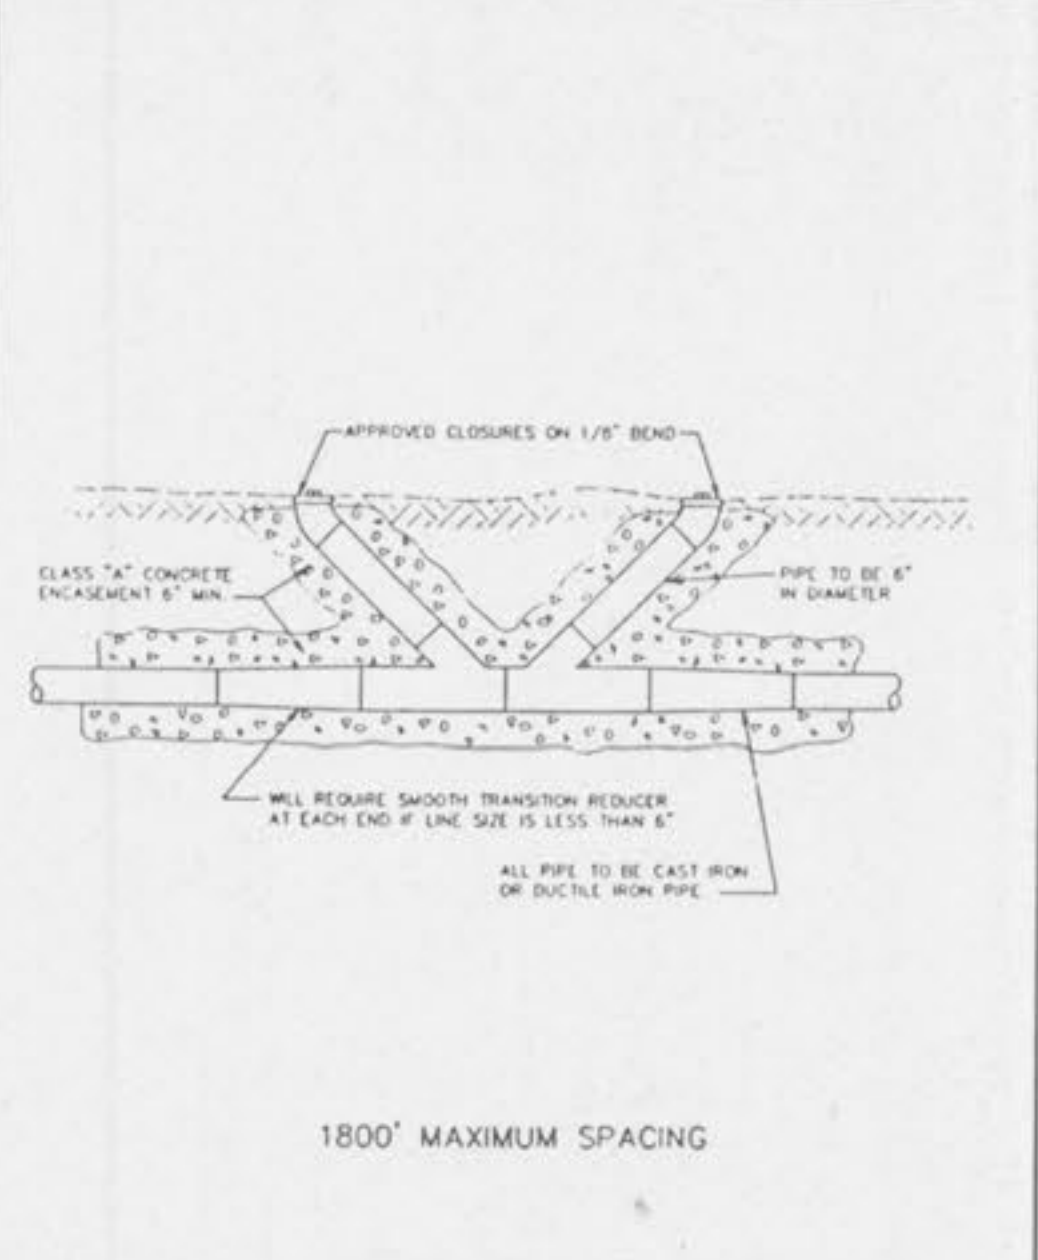 APPROVED CLOSURES ON 1/8" BEND
CLASS "A" CONCRETE
ENCASEMENT 6" MIN.
PIPE TO BE 6"
IN DIAMETER
WILL REQUIRE SMOOTH TRANSITION REDUCER
AT EACH END IF LINE SIZE IS LESS THAN 6"
ALL PIPE TO BE CAST IRON
OR DUCTILE IRON PIPE
1800' MAXIMUM SPACING